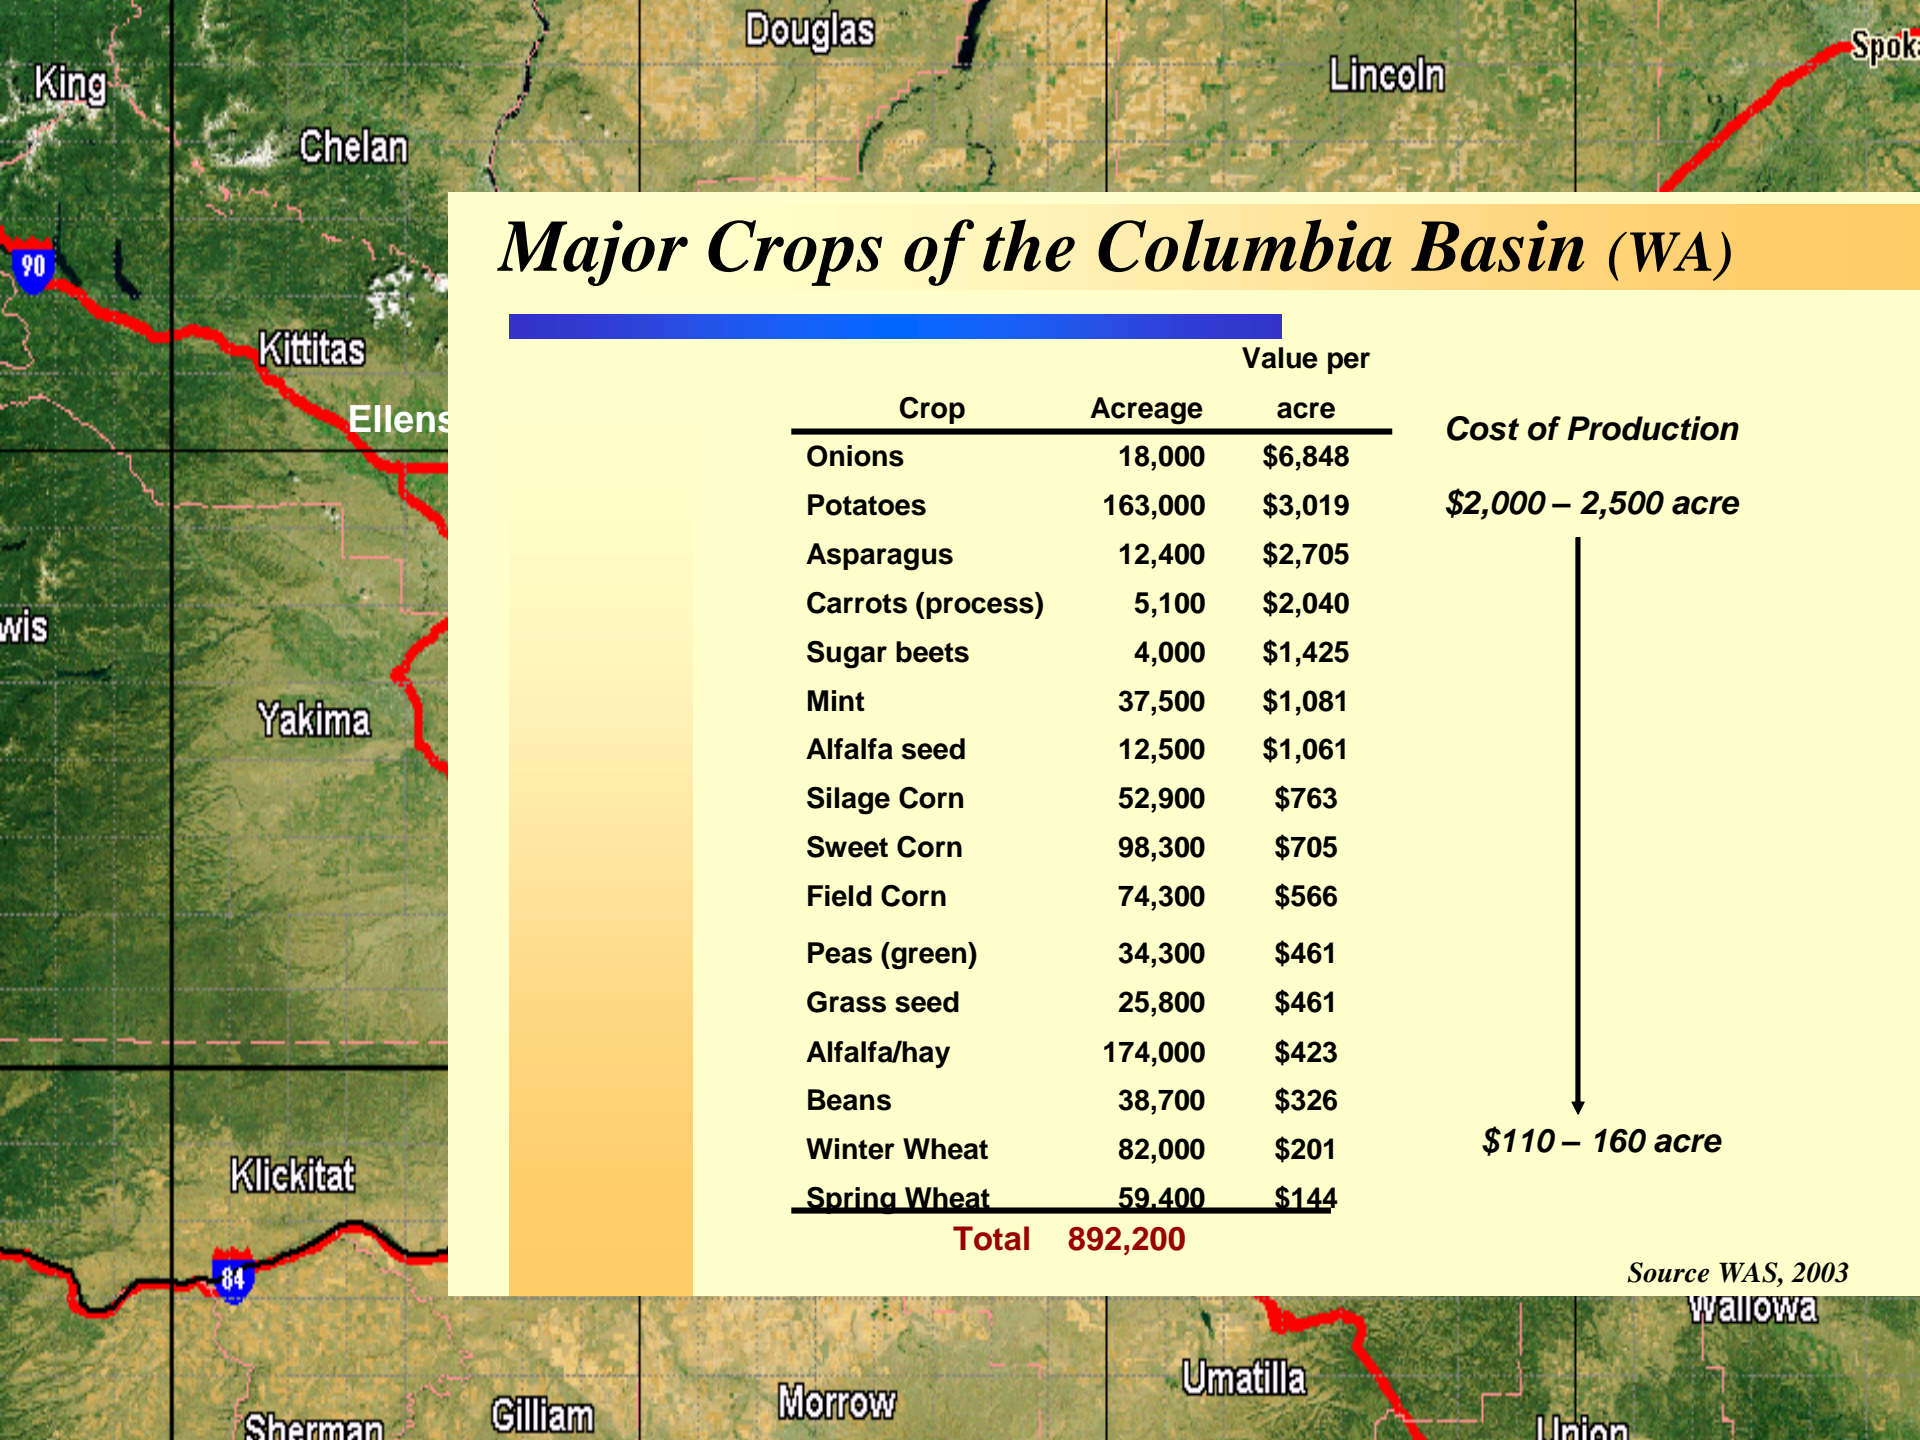 Douglas
King
Lincoln
Chelan
90
Kittitas
Yakima
Klickitat
84
Wallowa
Umatilla
Morrow
Gilliam
Sherman
Union
Major Crops of the Columbia Basin (WA)
Value per
Crop Acreage acre
Onions 18,000 $6,848
Potatoes 163,000 $3,019
Asparagus 12,400 $2,705
Carrots (process) 5,100 $2,040
Sugar beets 4,000 $1,425
Mint 37,500 $1,081
Alfalfa seed 12,500 $1,061
Silage Corn 52,900 $763
Sweet Corn 98,300 $705
Field Corn 74,300 $566
Peas (green) 34,300 $461
Grass seed 25,800 $461
Alfalfa/hay 174,000 $423
Beans 38,700 $326
Winter Wheat 82,000 $201
Spring Wheat 59,400 $144
Total 892,200
Cost of Production
$2,000 – 2,500 acre
$110 – 160 acre
Source WAS, 2003